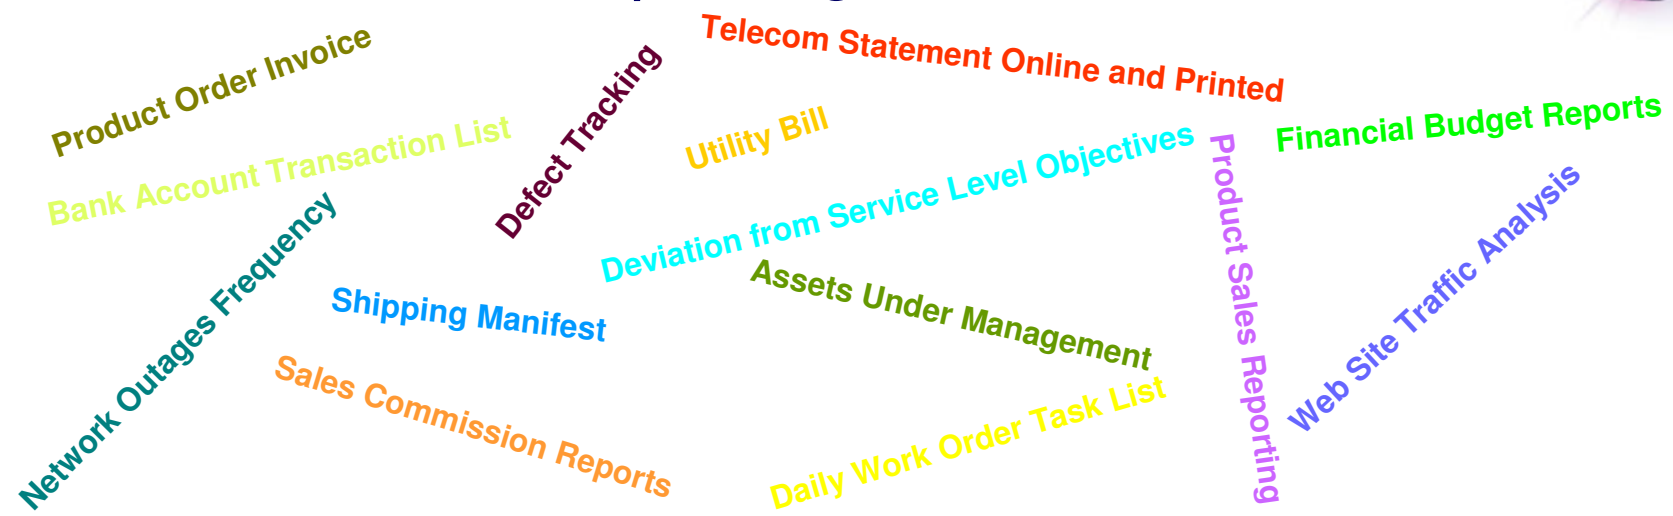 Product Order Invoice
Telecom Statement Online and Printed
Defect Tracking
Bank Account Transaction List
Utility Bill
Financial Budget Reports
Deviation from Service Level Objectives
Product Sales Reporting
Web Site Traffic Analysis
Network Outages Frequency
Shipping Manifest
Assets Under Management
Sales Commission Reports
Daily Work Order Task List